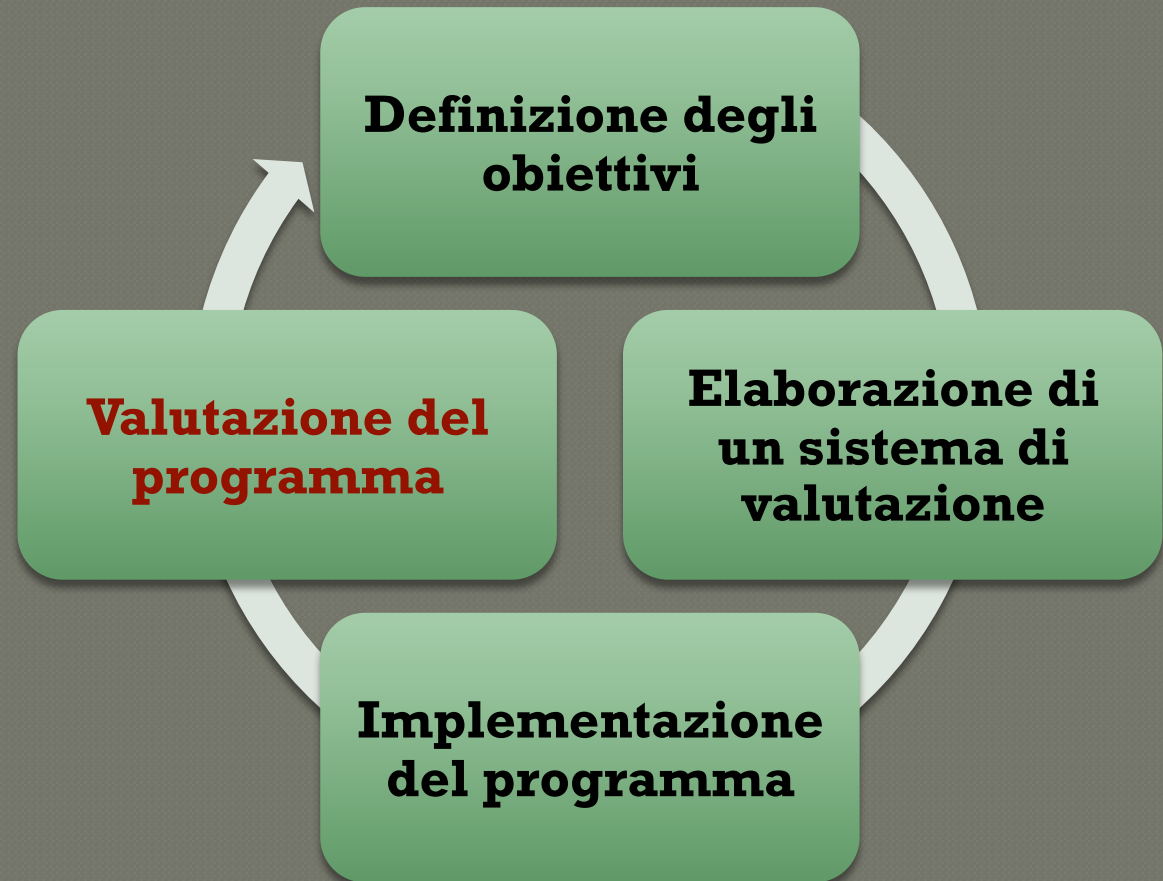 Definizione degli
obiettivi
Elaborazione di
un sistema di
valutazione
Implementazione
del programma
Valutazione del
programma